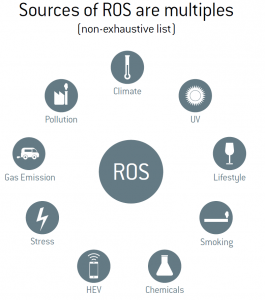 Sources of ROS are multiples
(non-exhaustive list)
Climate
Pollution
UV
Gas Emission
ROS
Lifestyle
Stress
Smoking
HEV
Chemicals